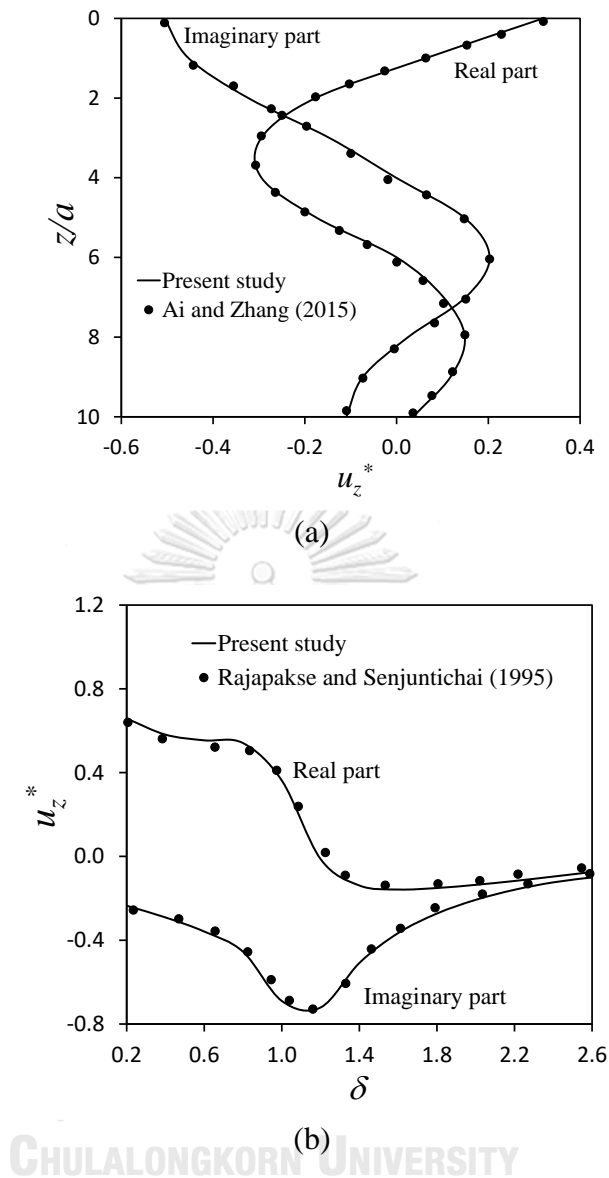 0
2
4
6
8
10
z/a
Imaginary part
Real part
Present study
Ai and Zhang (2015)
-0.6 -0.4 -0.2 0.0 0.2 0.4
u_z*
(a)
1.2
0.8
0.4
0.0
-0.4
-0.8
u_z*
Present study
Rajapakse and Senjuntichai (1995)
Real part
Imaginary part
0.2 0.6 1.0 1.4 1.8 2.2 2.6
δ
(b)
CHULALONGKORN UNIVERSITY